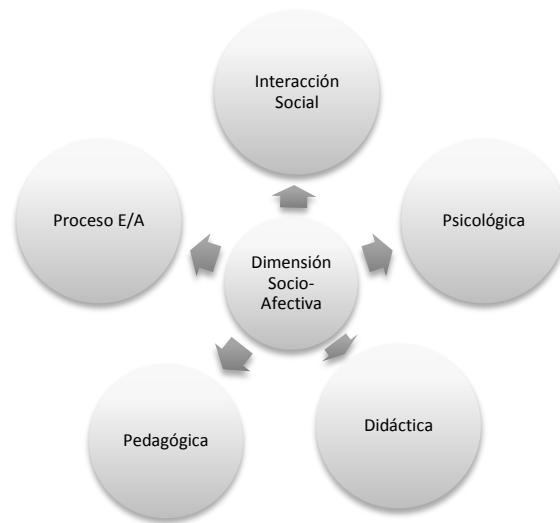 Interacción
Social
Proceso E/A
Psicológica
Dimensión
Socio-
Afectiva
Pedagógica
Didáctica